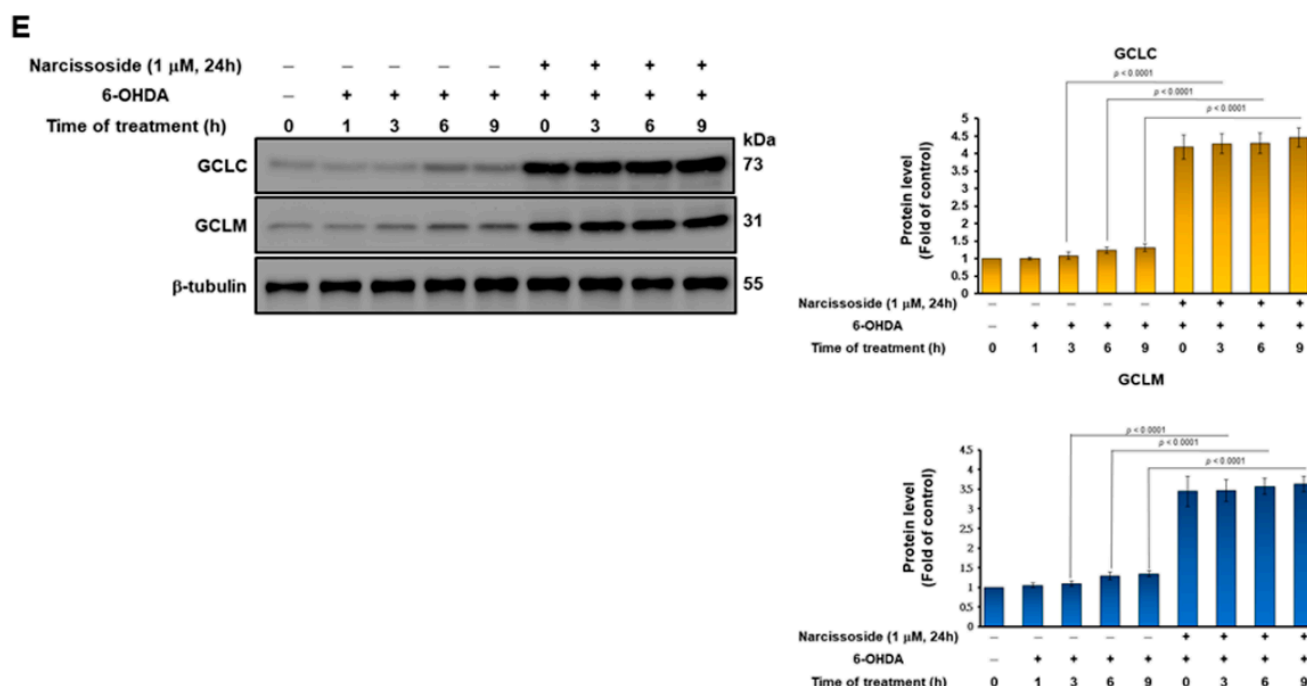 E
Narcissoside (1 μM, 24h) – – – – – + + + +
6-OHDA – + + + + + + + +
Time of treatment (h) 0 1 3 6 9 0 3 6 9
kDa
GCLC 73
GCLM 31
β-tubulin 55
GCLC
p < 0.0001
p < 0.0001
p < 0.0001
Protein level
(Fold of control)
5
4.5
4
3.5
3
2.5
2
1.5
1
0.5
0
Narcissoside (1 μM, 24h) – – – – – + + + +
6-OHDA – + + + + + + + +
Time of treatment (h) 0 1 3 6 9 0 3 6 9
GCLM
p < 0.0001
p < 0.0001
p < 0.0001
Protein level
(Fold of control)
4.5
4
3.5
3
2.5
2
1.5
1
0.5
0
Narcissoside (1 μM, 24h) – – – – – + + + +
6-OHDA – + + + + + + + +
Time of treatment (h) 0 1 3 6 9 0 3 6 9